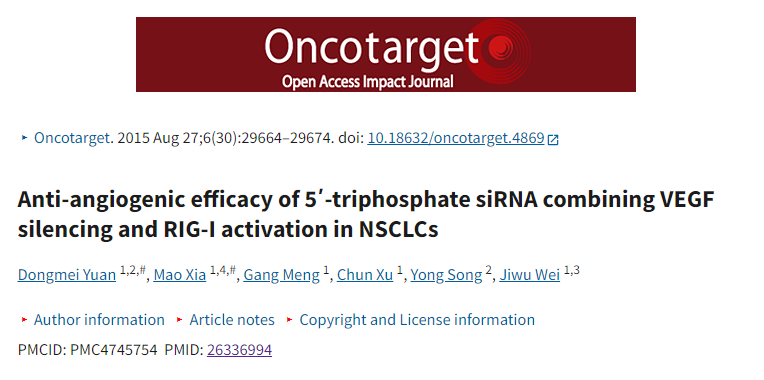 Oncotarget
Open Access Impact Journal
‣ Oncotarget. 2015 Aug 27;6(30):29664–29674. doi: 10.18632/oncotarget.4869
Anti-angiogenic efficacy of 5′-triphosphate siRNA combining VEGF
silencing and RIG-I activation in NSCLCs
Dongmei Yuan 1,2,#, Mao Xia 1,4,#, Gang Meng 1, Chun Xu 1, Yong Song 2, Jiwu Wei 1,3
‣ Author information ‣ Article notes ‣ Copyright and License information
PMCID: PMC4745754 PMID: 26336994